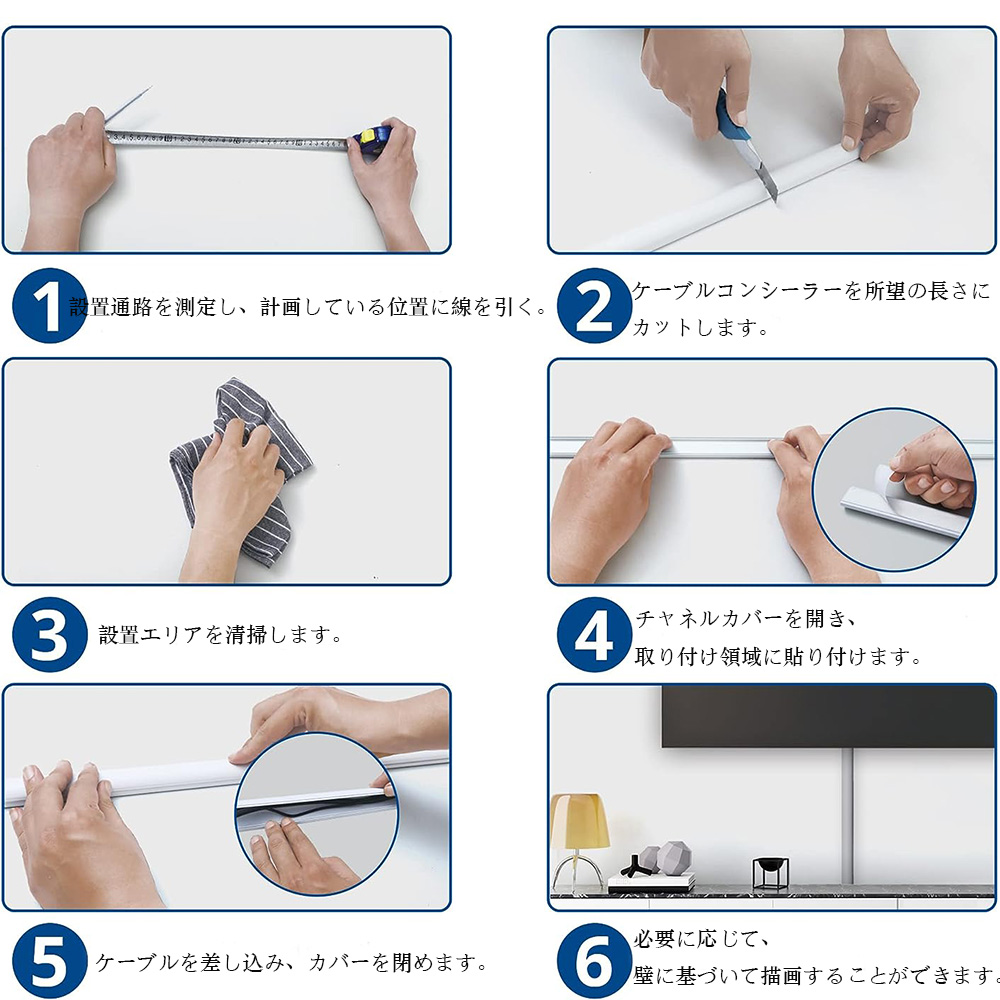 1 設置通路を測定し、計画している位置に線を引く。
2 ケーブルコンシーラーを所望の長さに
カットします。
3 設置エリアを清掃します。
4 チャネルカバーを開き、
取り付け領域に貼り付けます。
5 ケーブルを差し込み、カバーを閉めます。
6 必要に応じて、
壁に基づいて描画することができます。